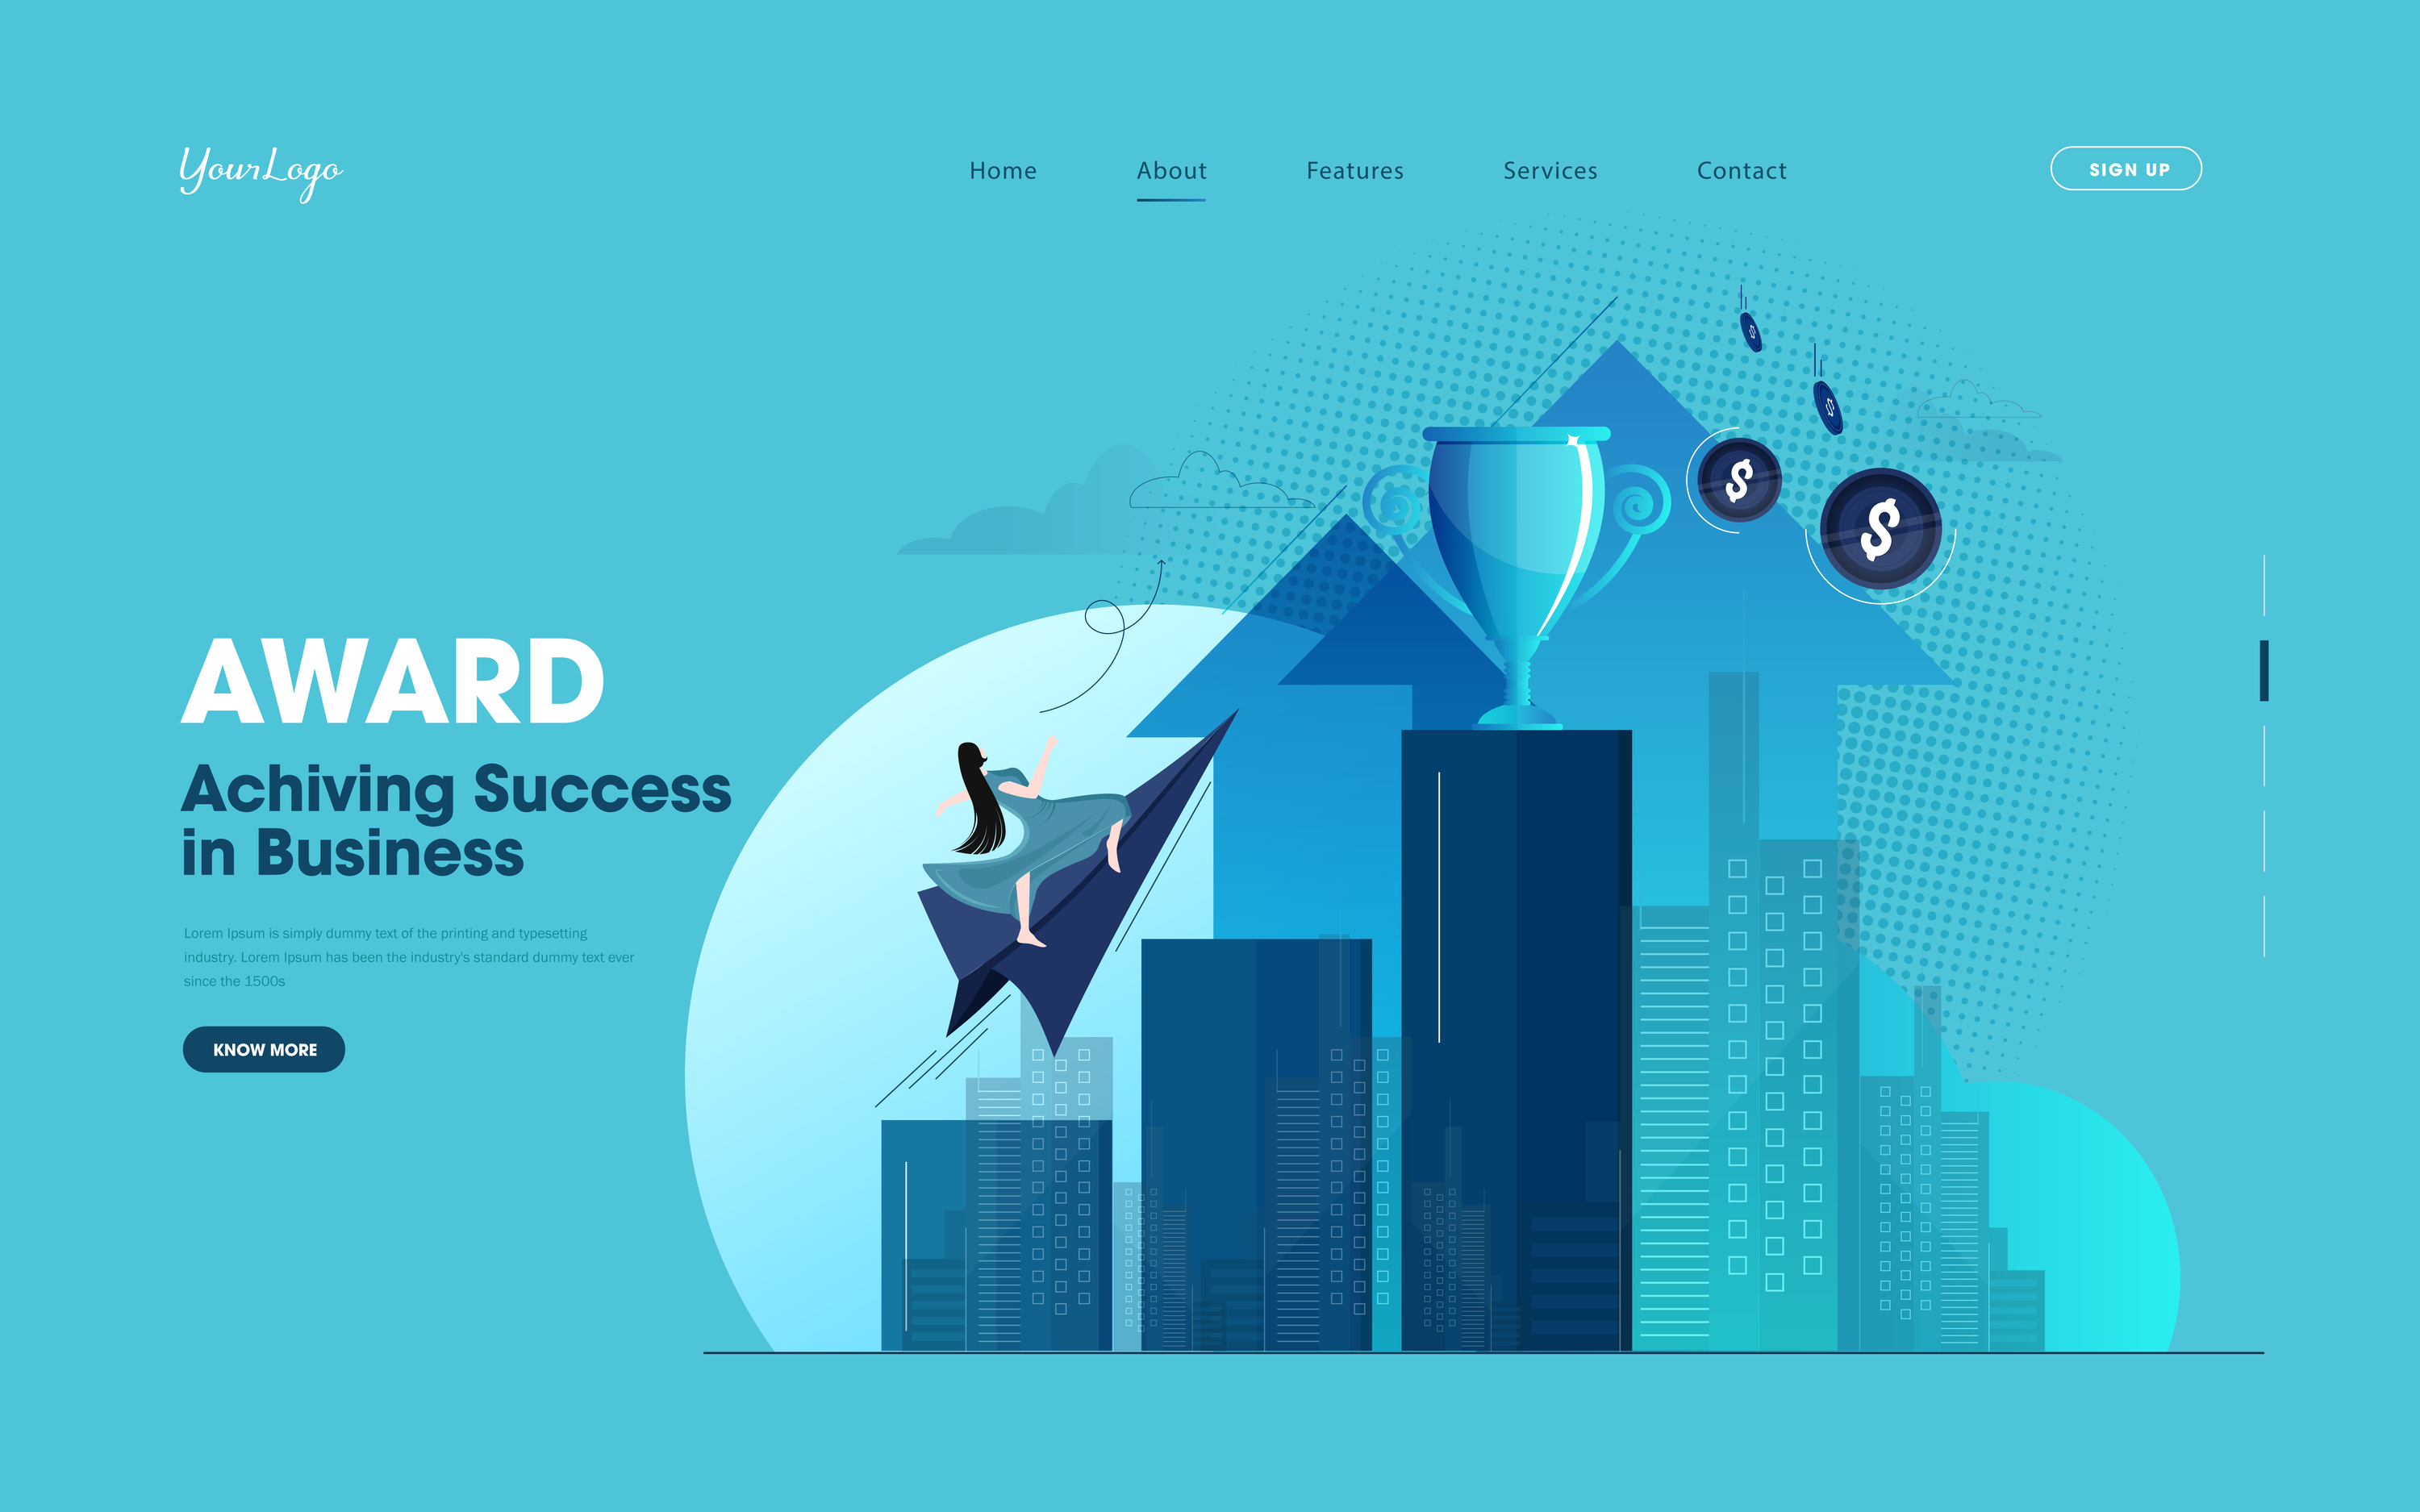 YourLogo
Home
About
Features
Services
Contact
SIGN UP
$
$
AWARD
Achiving Success
in Business
Lorem Ipsum is simply dummy text of the printing and typesetting
industry. Lorem Ipsum has been the industry's standard dummy text ever
since the 1500s
KNOW MORE